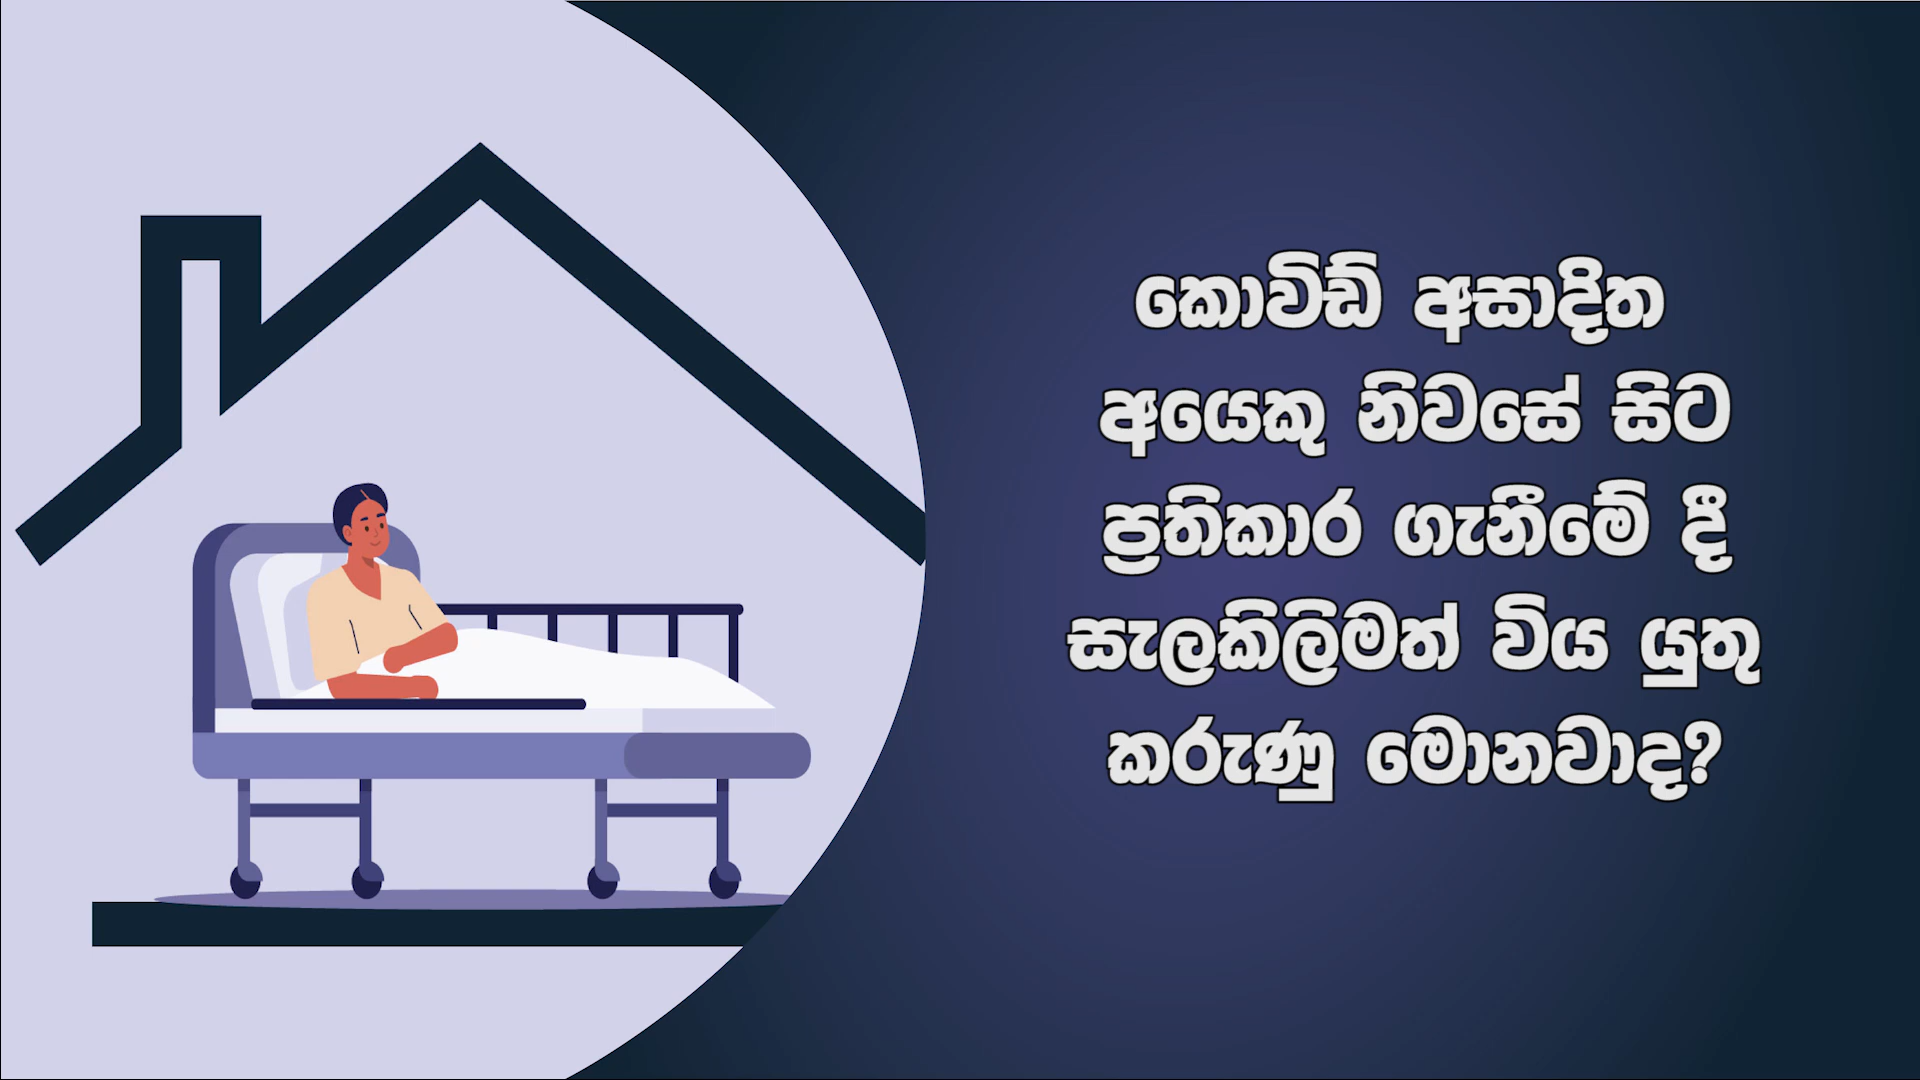 කොවිඩ් අසාදිත
අයෙකු නිවසේ සිට
ප්‍රතිකාර ගැනීමේ දී
සැලකිලිමත් විය යුතු
කරුණු මොනවාද?